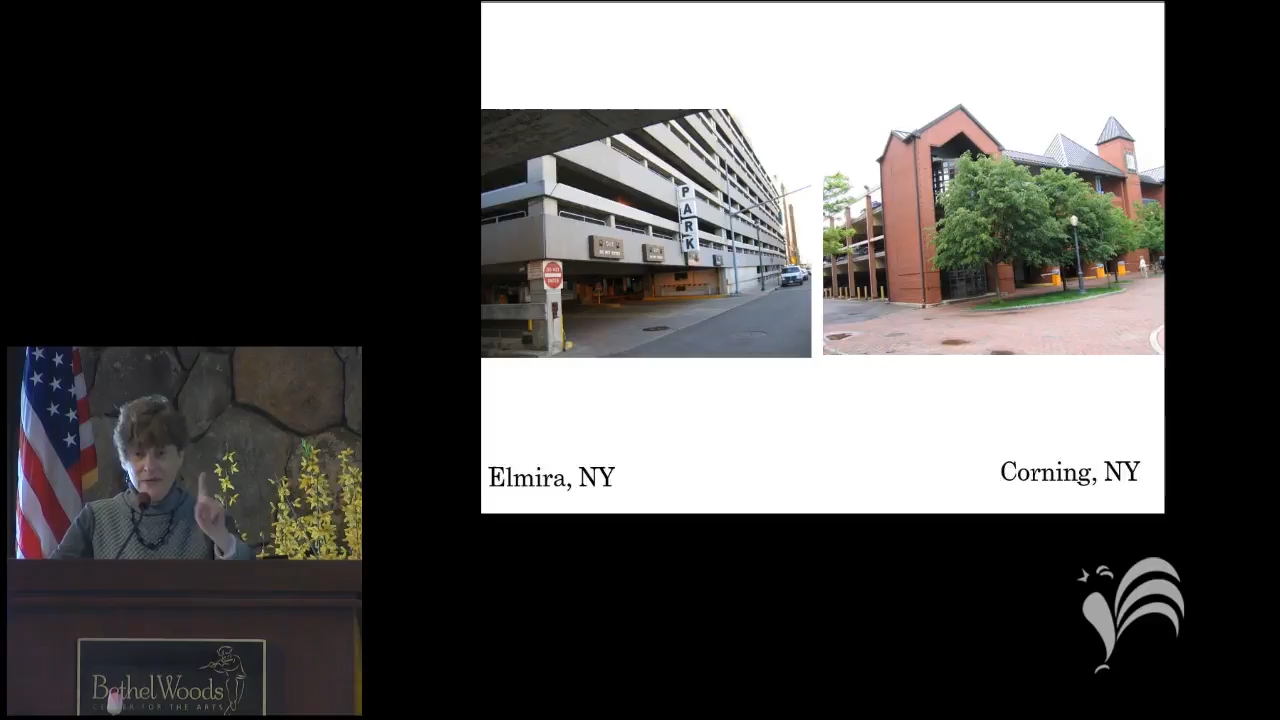 PARK
DO NOT
ENTER
Elmira, NY
Corning, NY
BethelWoods
CENTER FOR THE ARTS